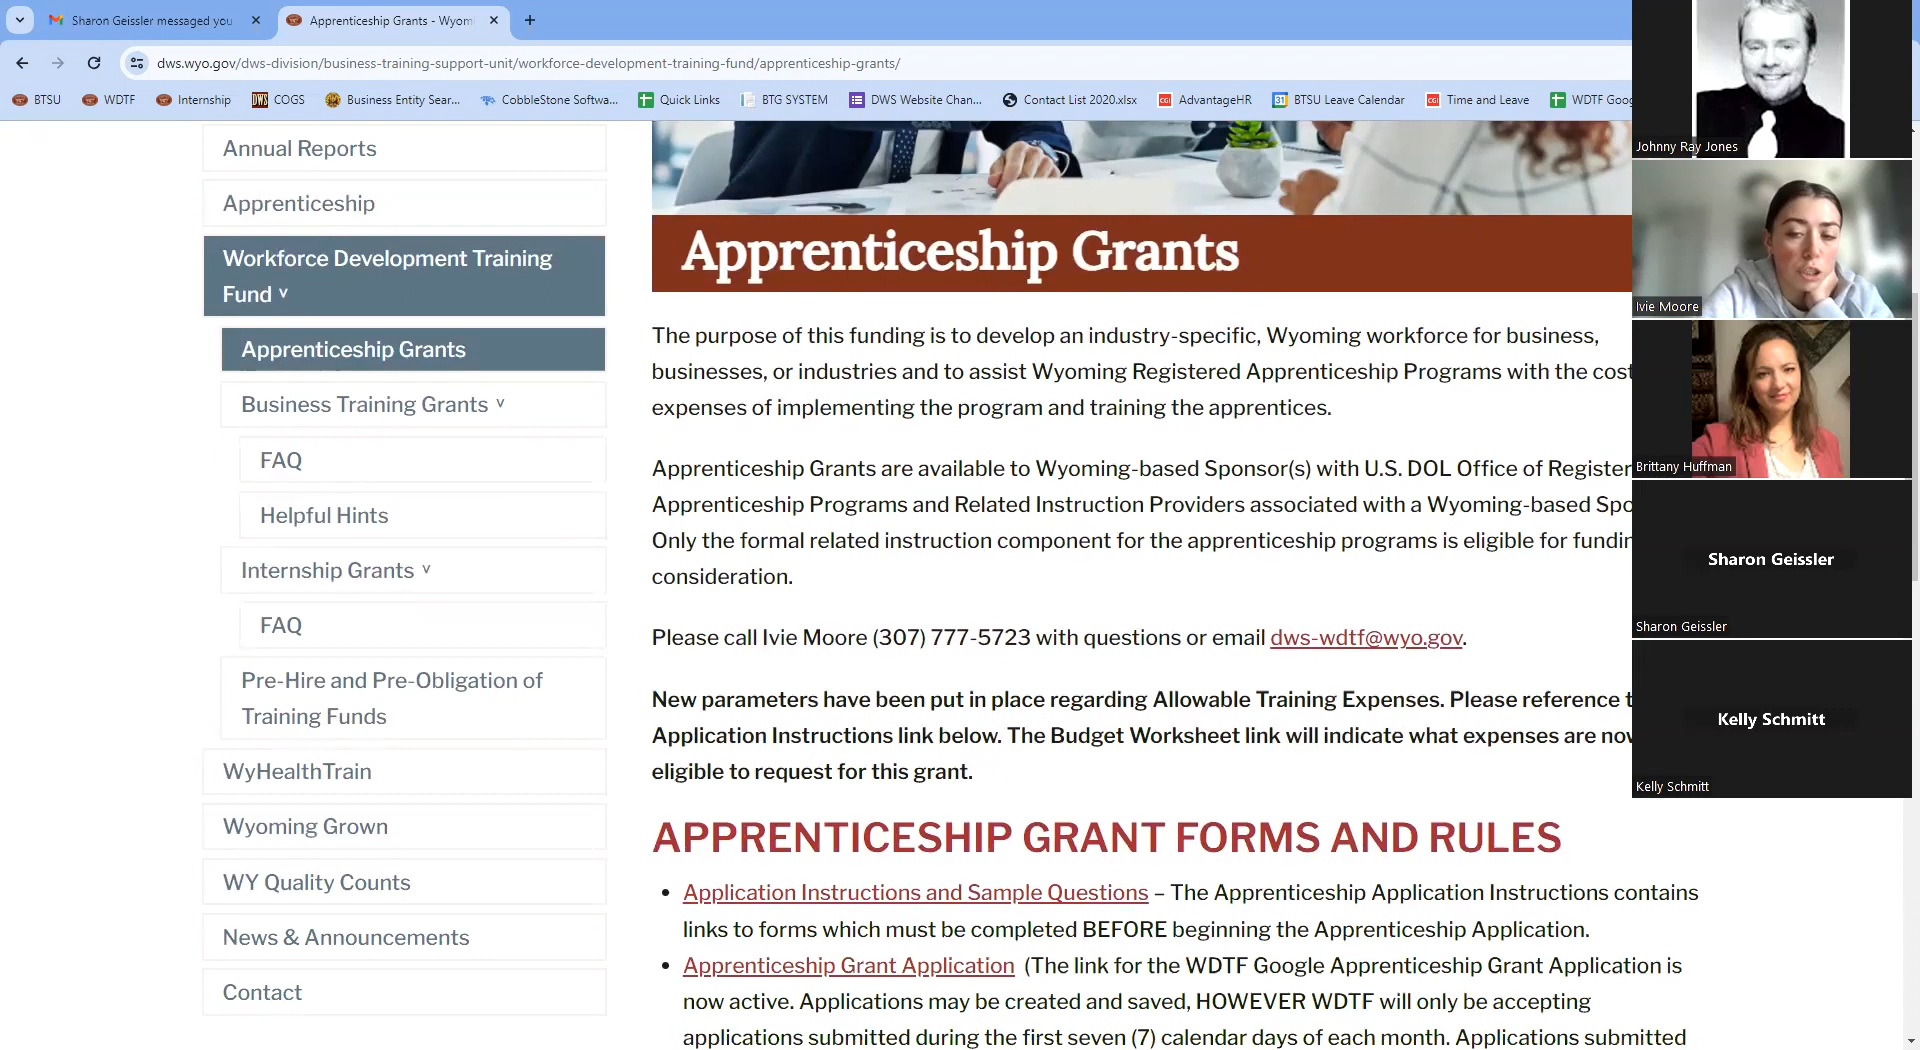 Sharon Geissler messaged you
Apprenticeship Grants - Wyom
dws.wyo.gov/dws-division/business-training-support-unit/workforce-development-training-fund/apprenticeship-grants/
BTSU
WDTF
Internship
COGS
Business Entity Sear...
CobbleStone Softwa...
Quick Links
BTG SYSTEM
DWS Website Chan...
Contact List 2020.xlsx
AdvantageHR
BTSU Leave Calendar
Time and Leave
WDTF Goog
Annual Reports
Apprenticeship
Workforce Development Training
Fund
Apprenticeship Grants
Business Training Grants
FAQ
Helpful Hints
Internship Grants
FAQ
Pre-Hire and Pre-Obligation of
Training Funds
WyHealthTrain
Wyoming Grown
WY Quality Counts
News & Announcements
Contact
Apprenticeship Grants
The purpose of this funding is to develop an industry-specific, Wyoming workforce for business,
businesses, or industries and to assist Wyoming Registered Apprenticeship Programs with the cost
expenses of implementing the program and training the apprentices.
Apprenticeship Grants are available to Wyoming-based Sponsor(s) with U.S. DOL Office of Register
Apprenticeship Programs and Related Instruction Providers associated with a Wyoming-based Spo
Only the formal related instruction component for the apprenticeship programs is eligible for fundin
consideration.
Please call Ivie Moore (307) 777-5723 with questions or email dws-wdtf@wyo.gov.
New parameters have been put in place regarding Allowable Training Expenses. Please reference t
Application Instructions link below. The Budget Worksheet link will indicate what expenses are now
eligible to request for this grant.
APPRENTICESHIP GRANT FORMS AND RULES
• Application Instructions and Sample Questions – The Apprenticeship Application Instructions contains
links to forms which must be completed BEFORE beginning the Apprenticeship Application.
• Apprenticeship Grant Application (The link for the WDTF Google Apprenticeship Grant Application is
now active. Applications may be created and saved, HOWEVER WDTF will only be accepting
applications submitted during the first seven (7) calendar days of each month. Applications submitted
Johnny Ray Jones
Ivie Moore
Brittany Huffman
Sharon Geissler
Sharon Geissler
Kelly Schmitt
Kelly Schmitt